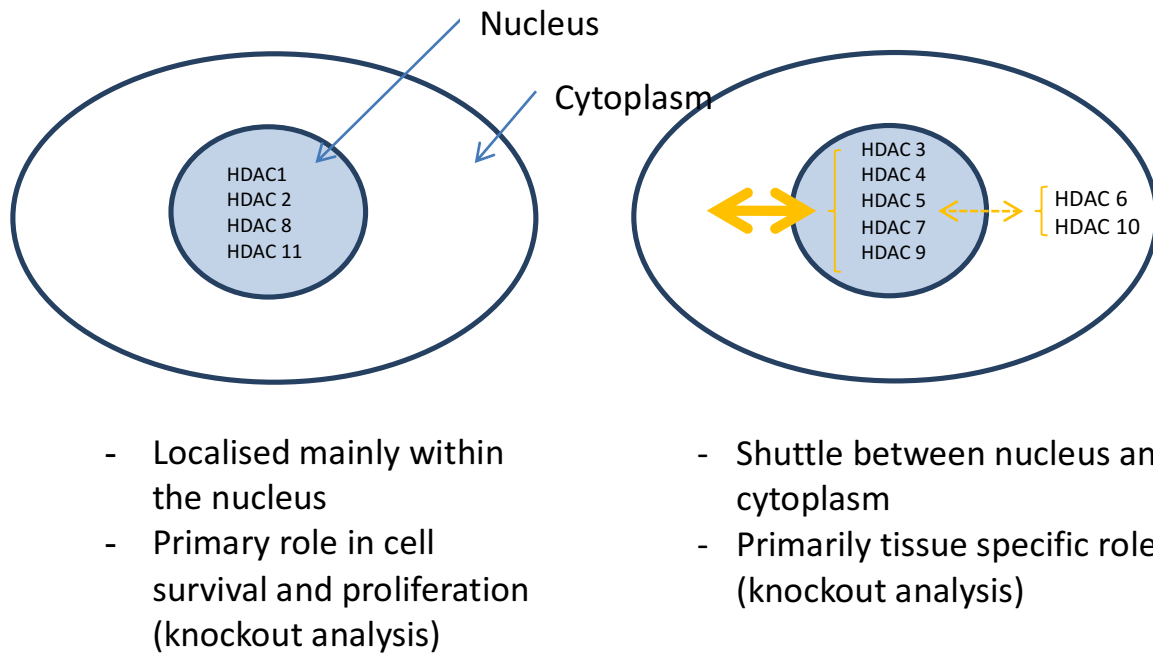 Nucleus
Cytoplasm
HDAC1
HDAC 2
HDAC 8
HDAC 11
HDAC 3
HDAC 4
HDAC 5
HDAC 7
HDAC 9
HDAC 6
HDAC 10
- Localised mainly within
the nucleus
- Primary role in cell
survival and proliferation
(knockout analysis)
- Shuttle between nucleus an
cytoplasm
- Primarily tissue specific role
(knockout analysis)